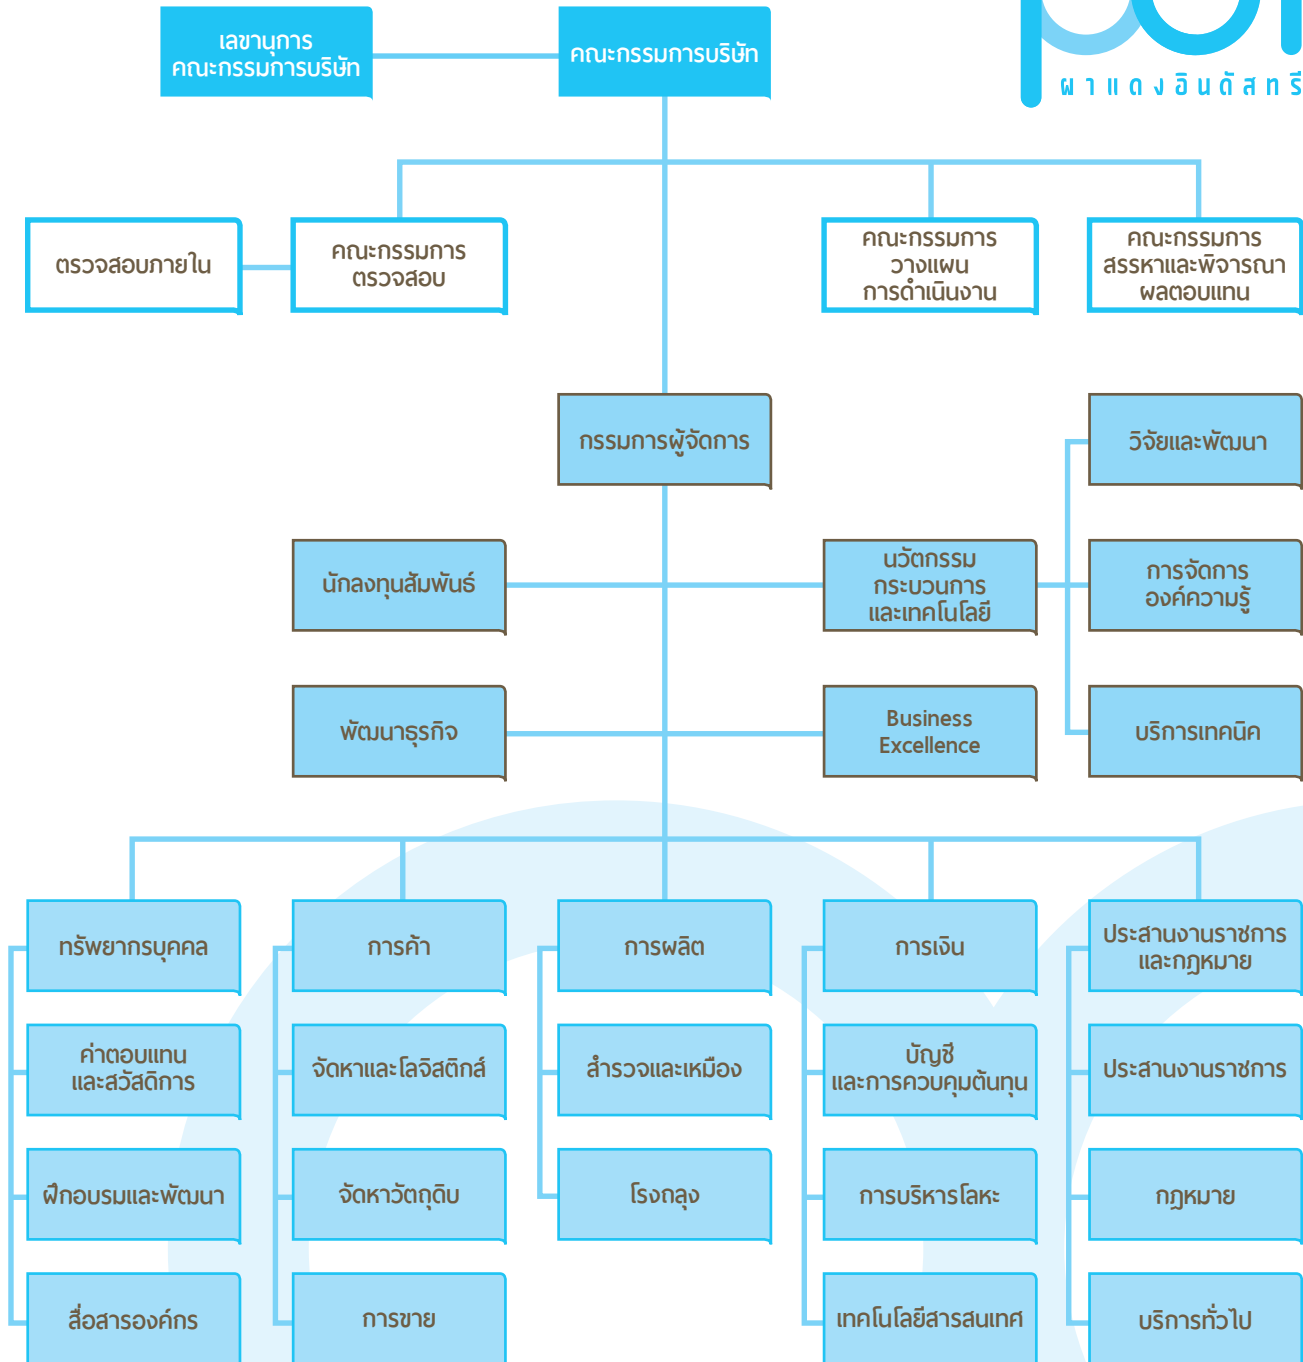 เลขานุการ
คณะกรรมการบริษัท
คณะกรรมการบริษัท
ผาแดงอินดัสทรี
ตรวจสอบภายใน
คณะกรรมการ
ตรวจสอบ
คณะกรรมการ
วางแผน
การดำเนินงาน
คณะกรรมการ
สรรหาและพิจารณา
ผลตอบแทน
กรรมการผู้จัดการ
วิจัยและพัฒนา
นักลงทุนสัมพันธ์
นวัตกรรม
กระบวนการ
และเทคโนโลยี
การจัดการ
องค์ความรู้
พัฒนาธุรกิจ
Business
Excellence
บริการเทคนิค
ทรัพยากรบุคคล
การค้า
การผลิต
การเงิน
ประสานงานราชการ
และกฎหมาย
ค่าตอบแทน
และสวัสดิการ
จัดหาและโลจิสติกส์
สำรวจและเหมือง
บัญชี
และการควบคุมต้นทุน
ประสานงานราชการ
ฝึกอบรมและพัฒนา
จัดหาวัตถุดิบ
โรงถลุง
การบริหารโลหะ
กฎหมาย
สื่อสารองค์กร
การขาย
เทคโนโลยีสารสนเทศ
บริการทั่วไป